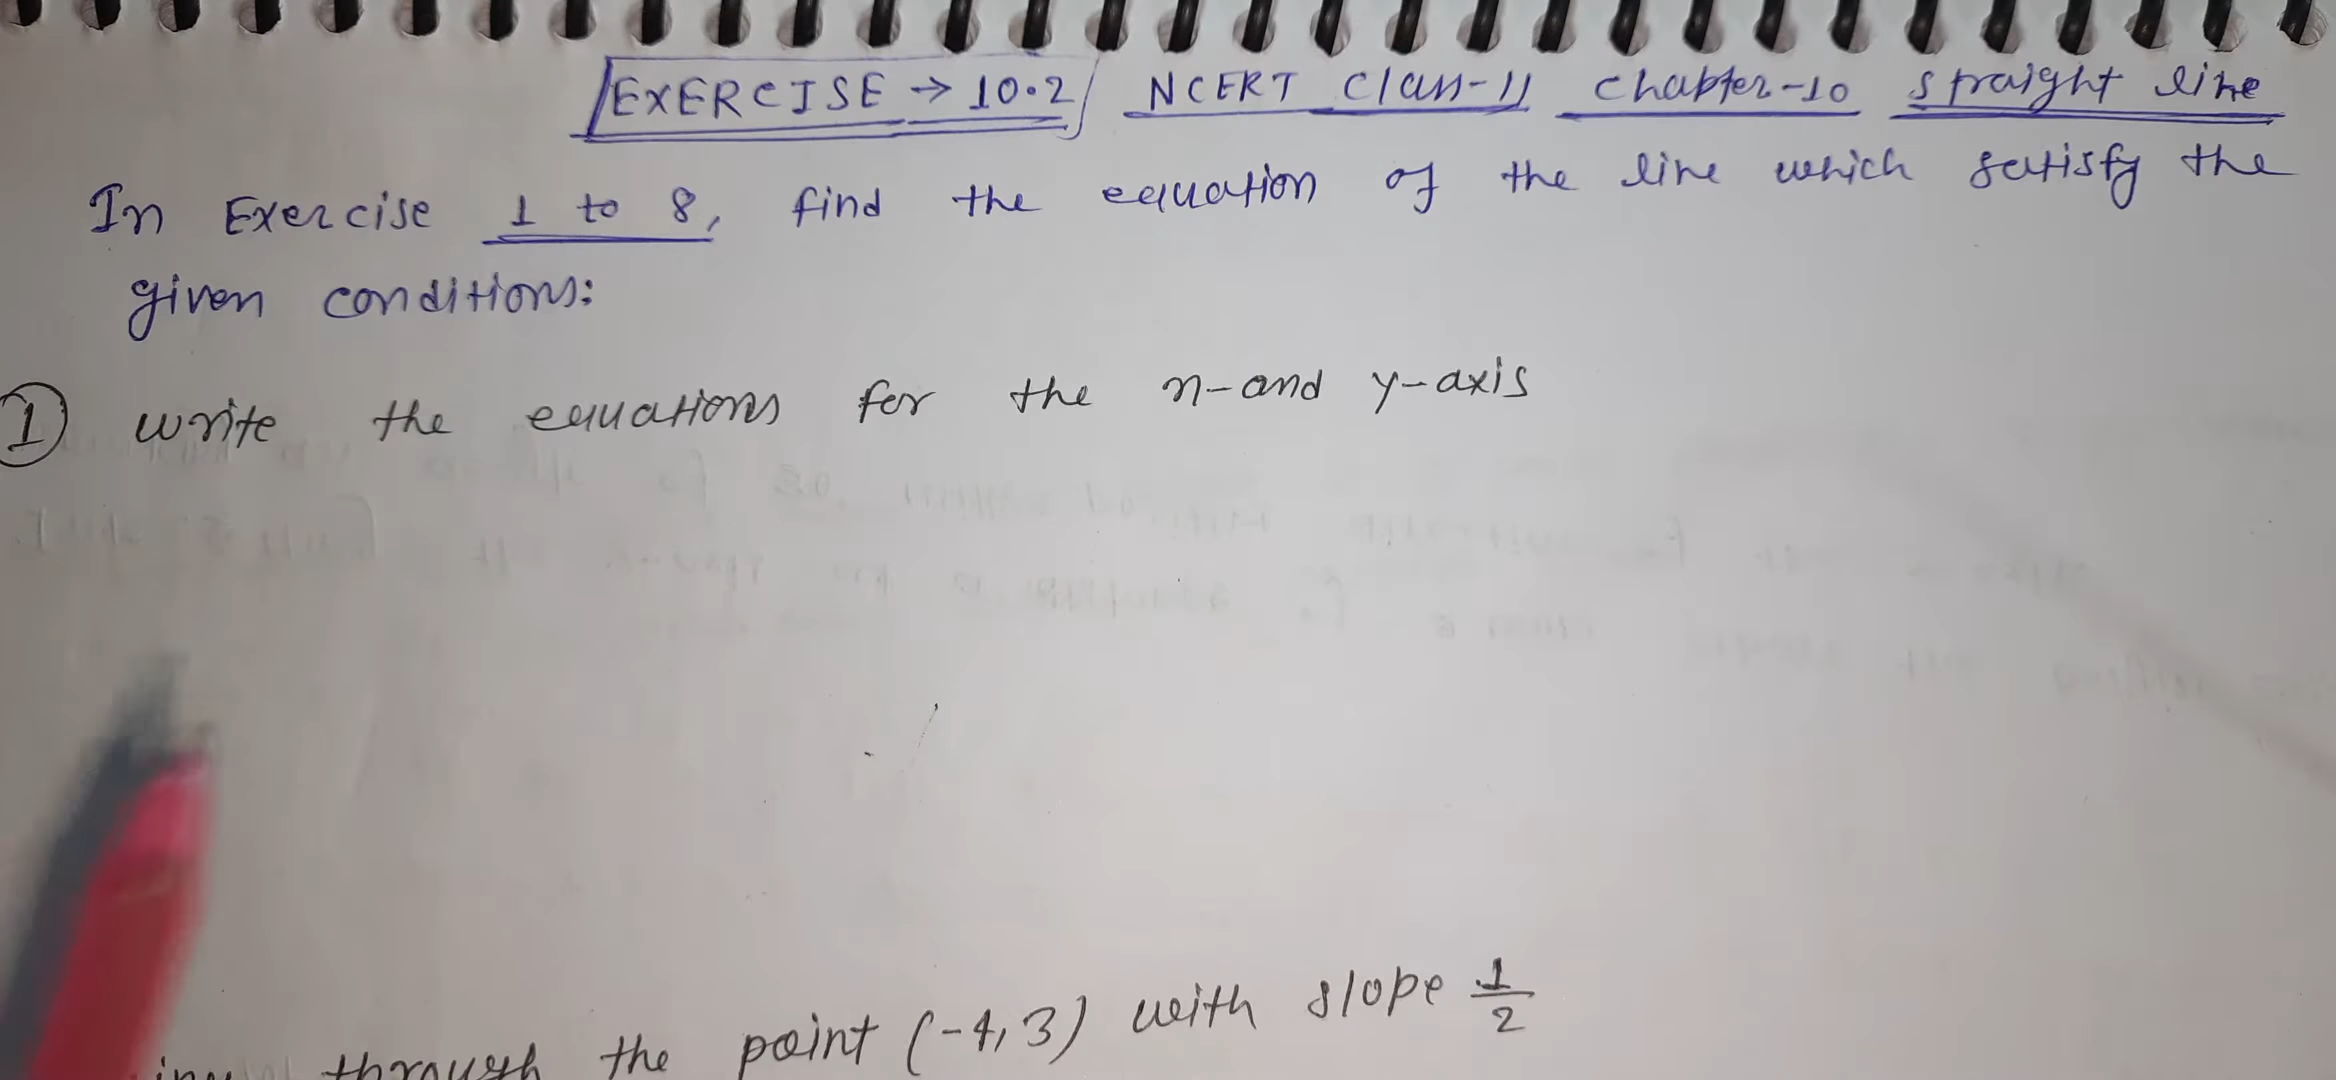 EXERCISE → 10.2 NCERT Class-11 Chapter-10 straight line
In Exercise 1 to 8, find the equation of the line which satisfy the
given conditions:
① write the equations for the x-and y-axis
through the point (-4,3) with slope 1/2